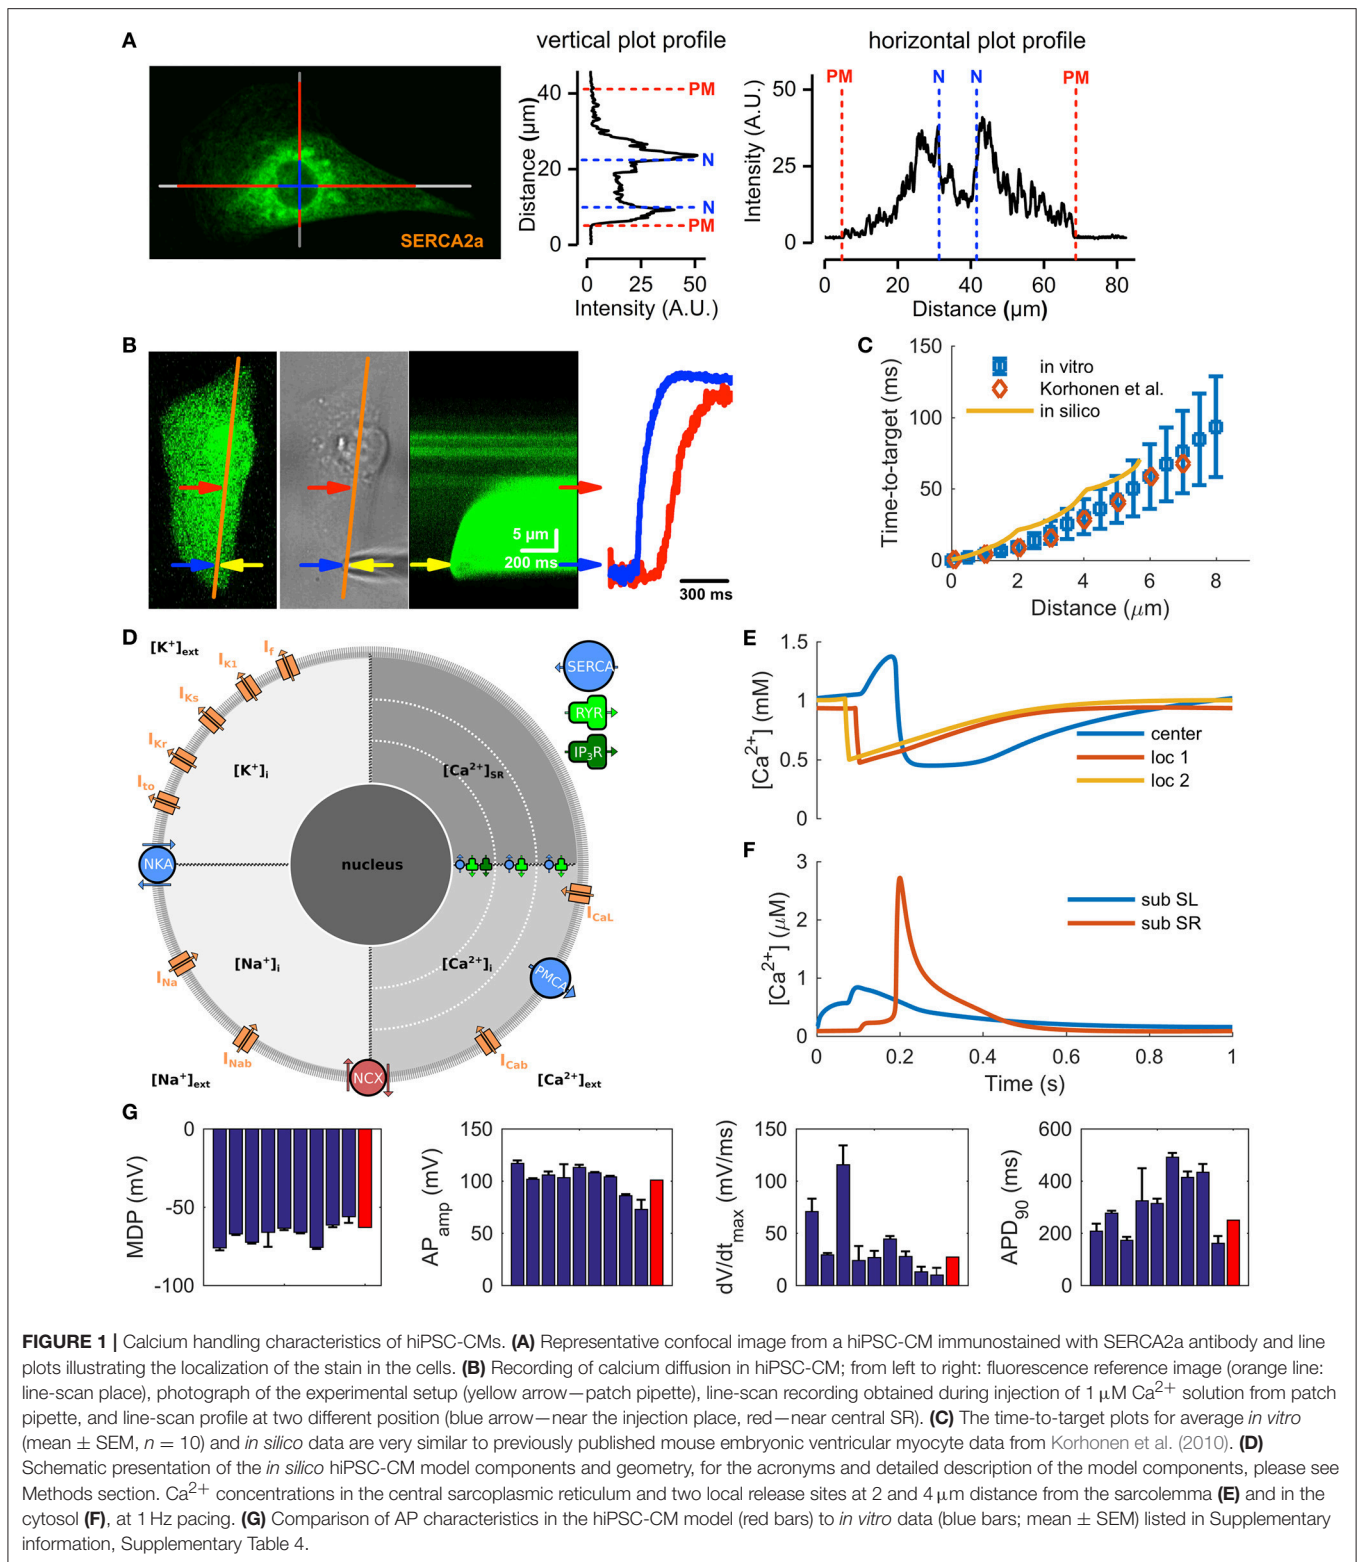 A
vertical plot profile
horizontal plot profile
SERCA2a
Distance (µm)
40
20
0
PM
N
N
PM
0 25 50
Intensity (A.U.)
Intensity (A.U.)
50
25
0
PM N N PM
0 20 40 60 80
Distance (µm)
B
5 µm
200 ms
300 ms
C
Time-to-target (ms)
150
100
50
0
in vitro
Korhonen et al.
in silico
0 2 4 6 8
Distance (µm)
D
[K⁺]ext
If
IK1
IKs
IKr
Ito
NKA
INa
INab
[Na⁺]ext
NCX
[Ca²⁺]ext
ICab
PMCA
ICaL
[K⁺]i
[Ca²⁺]SR
nucleus
[Na⁺]i
[Ca²⁺]i
SERCA
RYR
IP3R
E
[Ca²⁺] (mM)
1.5
1
0.5
0
center
loc 1
loc 2
F
[Ca²⁺] (µM)
3
2
1
0
sub SL
sub SR
0 0.2 0.4 0.6 0.8 1
Time (s)
G
MDP (mV)
0
-50
-100
APamp (mV)
150
100
50
0
dV/dtmax (mV/ms)
150
100
50
0
APD90 (ms)
600
400
200
0
FIGURE 1 | Calcium handling characteristics of hiPSC-CMs. (A) Representative confocal image from a hiPSC-CM immunostained with SERCA2a antibody and line
plots illustrating the localization of the stain in the cells. (B) Recording of calcium diffusion in hiPSC-CM; from left to right: fluorescence reference image (orange line:
line-scan place), photograph of the experimental setup (yellow arrow—patch pipette), line-scan recording obtained during injection of 1 µM Ca²⁺ solution from patch
pipette, and line-scan profile at two different position (blue arrow—near the injection place, red—near central SR). (C) The time-to-target plots for average in vitro
(mean ± SEM, n = 10) and in silico data are very similar to previously published mouse embryonic ventricular myocyte data from Korhonen et al. (2010). (D)
Schematic presentation of the in silico hiPSC-CM model components and geometry, for the acronyms and detailed description of the model components, please see
Methods section. Ca²⁺ concentrations in the central sarcoplasmic reticulum and two local release sites at 2 and 4 µm distance from the sarcolemma (E) and in the
cytosol (F), at 1 Hz pacing. (G) Comparison of AP characteristics in the hiPSC-CM model (red bars) to in vitro data (blue bars; mean ± SEM) listed in Supplementary
information, Supplementary Table 4.